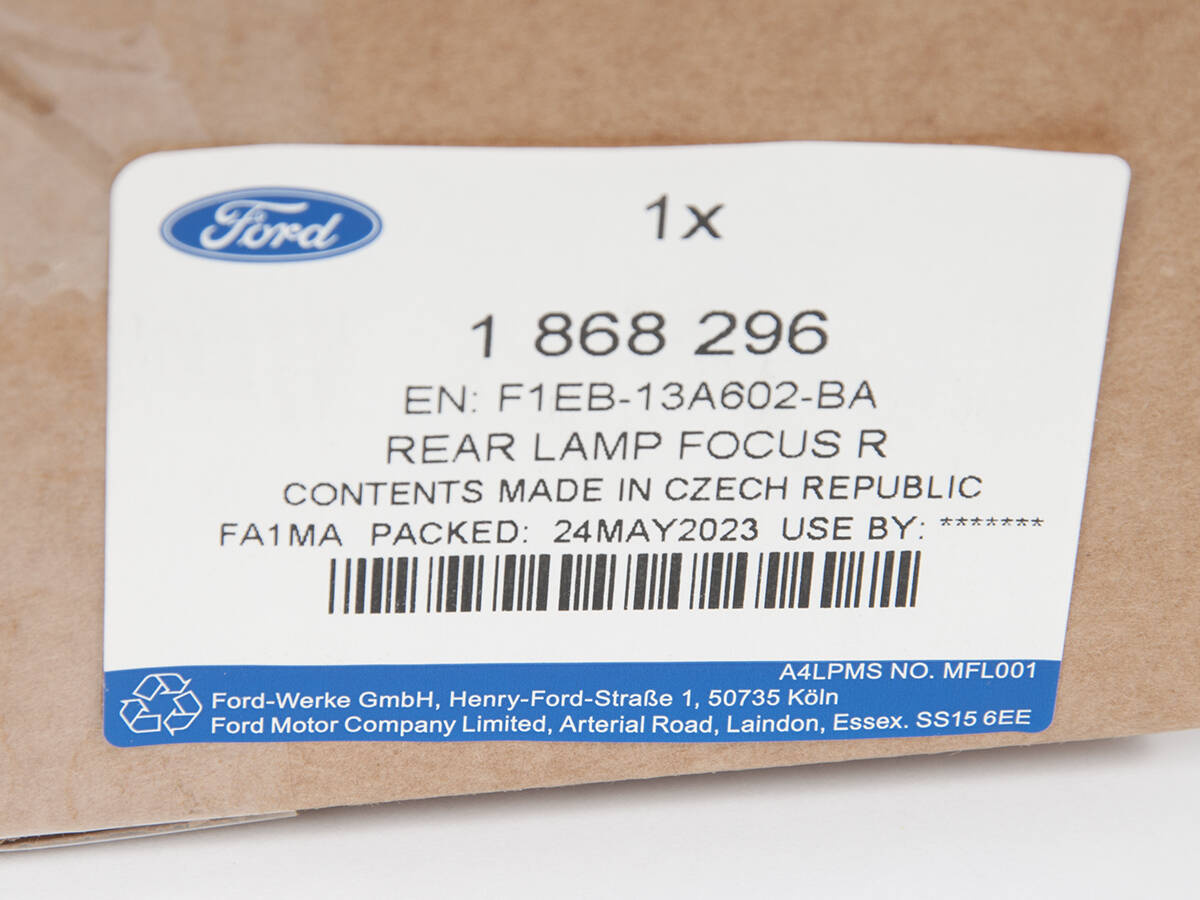 Ford
1x
1 868 296
EN: F1EB-13A602-BA
REAR LAMP FOCUS R
CONTENTS MADE IN CZECH REPUBLIC
FA1MA PACKED: 24MAY2023 USE BY: *******
A4LPMS NO. MFL001
Ford-Werke GmbH, Henry-Ford-Straße 1, 50735 Köln
Ford Motor Company Limited, Arterial Road, Laindon, Essex. SS15 6EE